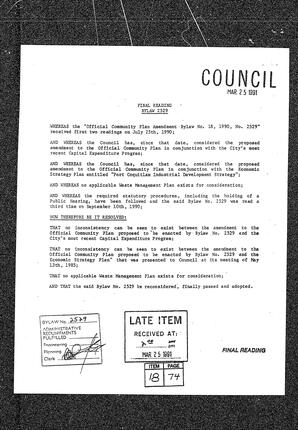 COUNCIL
MAR 25 1991
FINAL READING
BYLAW 2529
WHEREAS the "Official Community Plan Amendment Bylaw No. 18, 1990, No. 2529"
received first two readings on July 25th, 1990;
AND WHEREAS the Council has, since that date, considered the proposed
amendment to the Official Community Plan in conjunction with the City's most
recent Capital Expenditure Program;
AND WHEREAS the Council has, since that date, considered the proposed
amendment to the Official Community Plan in conjunction with the Economic
Strategy Plan entitled "Port Coquitlam Industrial Development Strategy";
AND WHEREAS no applicable Waste Management Plan exists for consideration;
AND WHEREAS the required statutory procedures, including the holding of a
Public Hearing, have been followed and the said Bylaw No. 2529 was read a
third time on September 10th, 1990;
NOW THEREFORE BE IT RESOLVED:
THAT no inconsistency can be seen to exist between the amendment to the
Official Community Plan proposed to be enacted by Bylaw No. 2529 and the
City's most recent Capital Expenditure Program;
THAT no inconsistency can be seen to exist between the amendment to the
Official Community Plan proposed to be enacted by Bylaw No. 2529 and the
Economic Strategy Plan" that was presented to Council at its meeting of May
13th, 1985;
THAT no applicable Waste Management Plan exists for consideration;
AND THAT the said Bylaw No. 2529 be reconsidered, finally passed and adopted.
BYLAW No. 2529
ADMINISTRATIVE
REQUIREMENTS
FULFILLED
Engineering
Planning
Clerk
LATE ITEM
RECEIVED AT:
MAR 25 1991
ITEM PAGE
18 74
FINAL READING